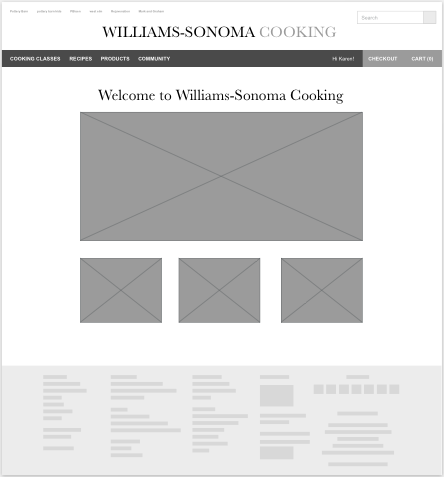 Pottery Barn pottery barn kids PBteen west elm Rejuvenation Mark and Graham
Search
WILLIAMS-SONOMA COOKING
COOKING CLASSES RECIPES PRODUCTS COMMUNITY Hi Karen! CHECKOUT CART (0)
Welcome to Williams-Sonoma Cooking